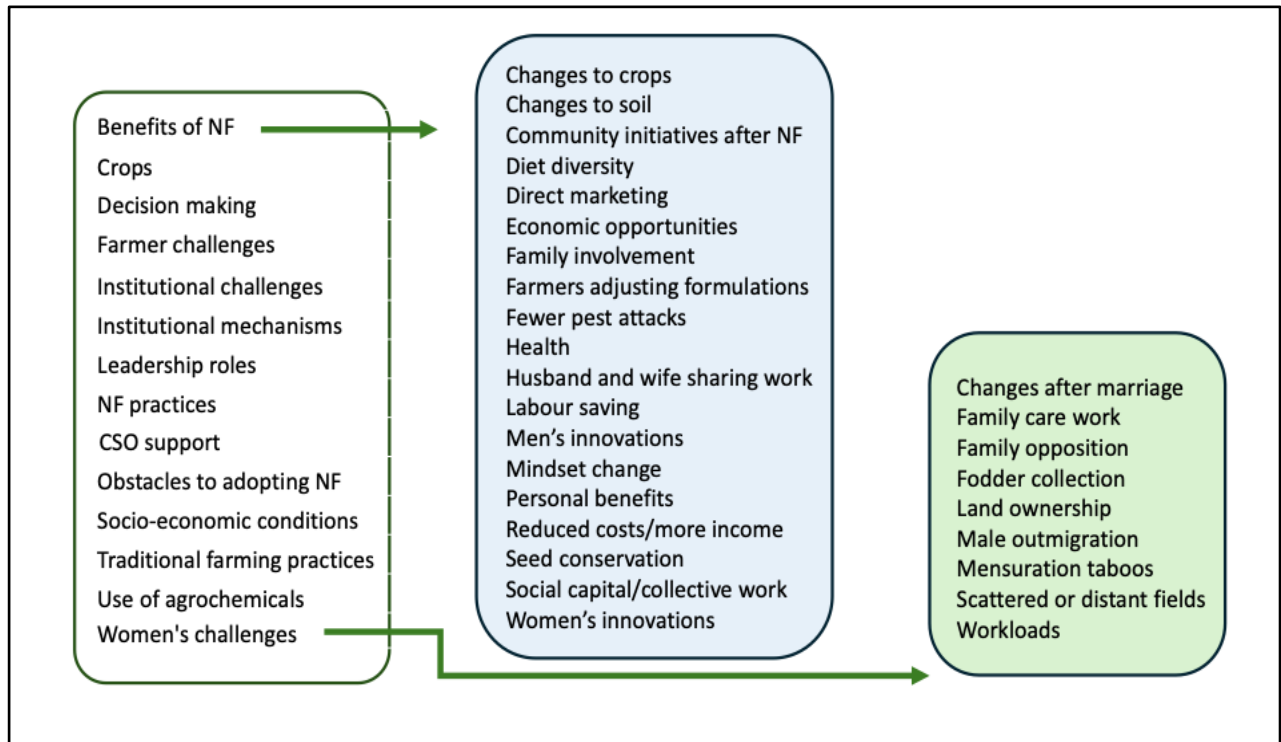 Benefits of NF
Crops
Decision making
Farmer challenges
Institutional challenges
Institutional mechanisms
Leadership roles
NF practices
CSO support
Obstacles to adopting NF
Socio-economic conditions
Traditional farming practices
Use of agrochemicals
Women's challenges
Changes to crops
Changes to soil
Community initiatives after NF
Diet diversity
Direct marketing
Economic opportunities
Family involvement
Farmers adjusting formulations
Fewer pest attacks
Health
Husband and wife sharing work
Labour saving
Men’s innovations
Mindset change
Personal benefits
Reduced costs/more income
Seed conservation
Social capital/collective work
Women’s innovations
Changes after marriage
Family care work
Family opposition
Fodder collection
Land ownership
Male outmigration
Mensuration taboos
Scattered or distant fields
Workloads